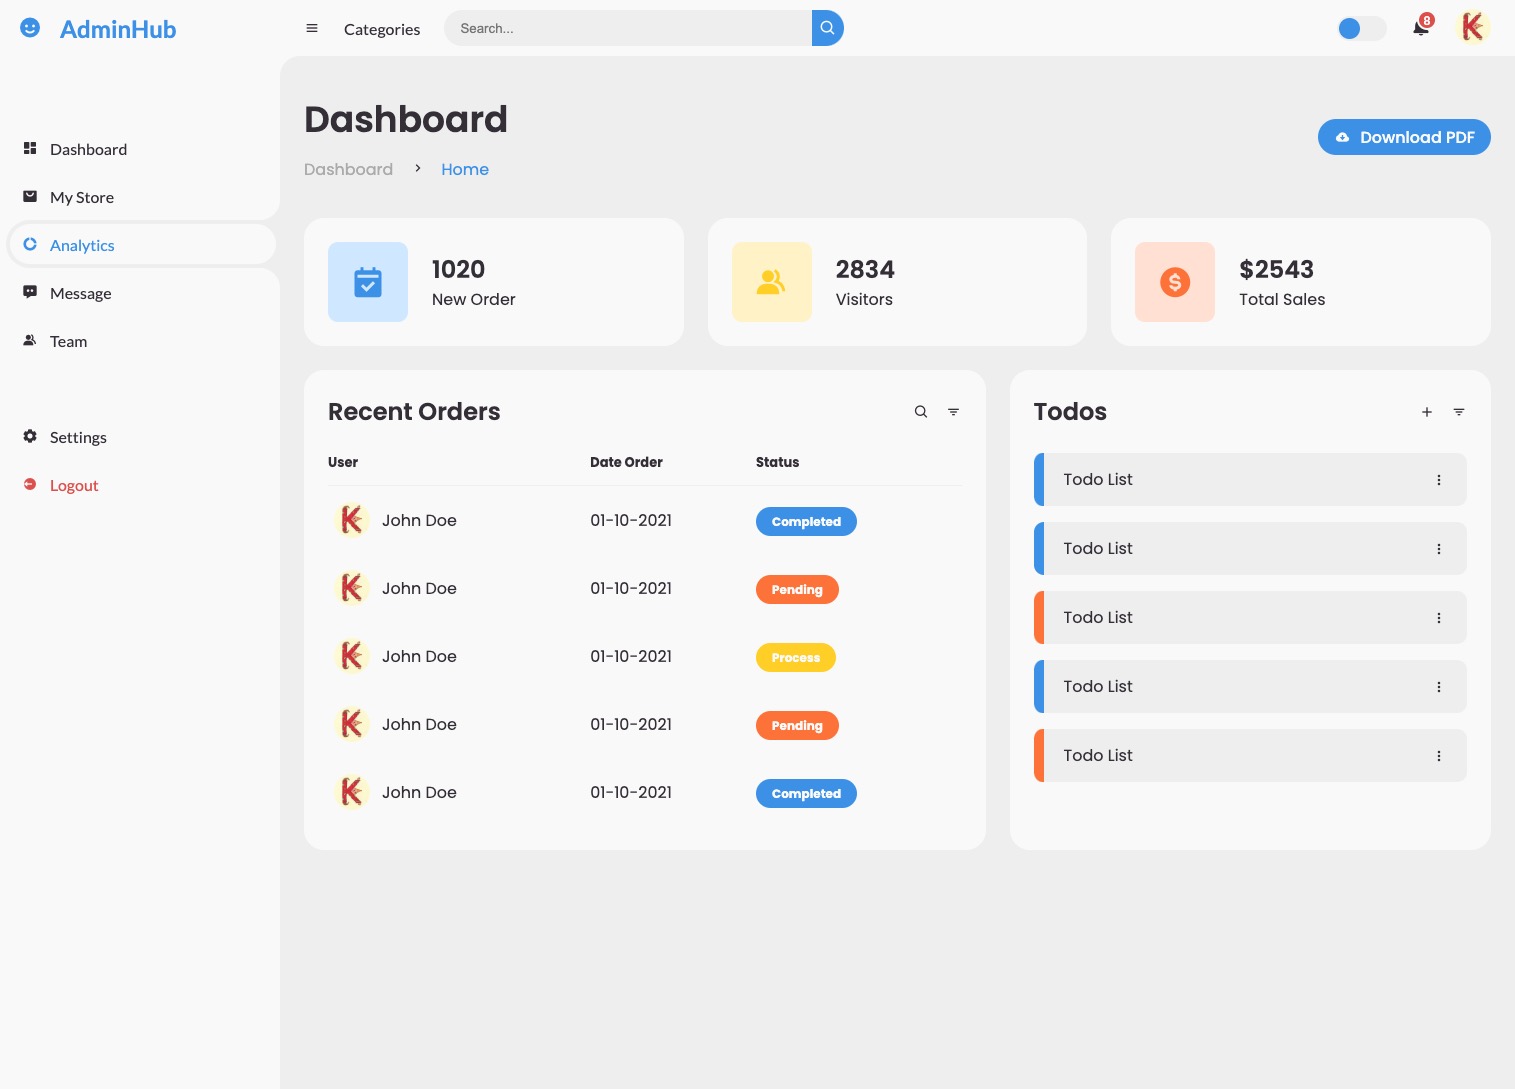 AdminHub
Categories
Search...
8
Dashboard
My Store
Analytics
Message
Team
Settings
Logout
Dashboard
Dashboard > Home
Download PDF
1020
New Order
2834
Visitors
$2543
Total Sales
Recent Orders
User Date Order Status
John Doe 01-10-2021 Completed
John Doe 01-10-2021 Pending
John Doe 01-10-2021 Process
John Doe 01-10-2021 Pending
John Doe 01-10-2021 Completed
Todos
Todo List
Todo List
Todo List
Todo List
Todo List